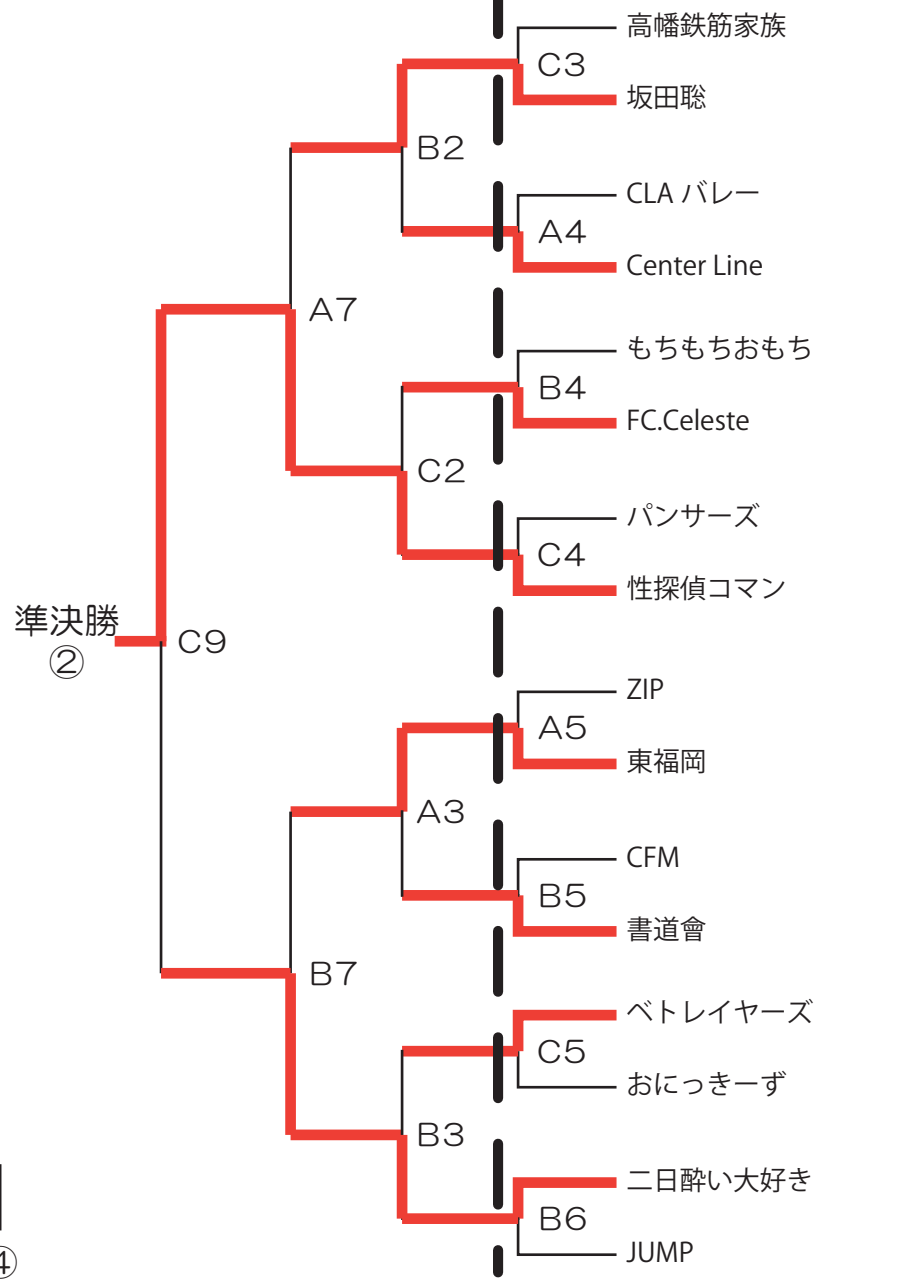 高幡鉄筋家族
C3
坂田聡
B2
CLA バレー
A4
Center Line
A7
もちもちおもち
B4
FC.Celeste
C2
パンサーズ
C4
性探偵コマン
準決勝
②
C9
ZIP
A5
東福岡
A3
CFM
B5
書道會
B7
ベトレイヤーズ
C5
おにっきーず
B3
二日酔い大好き
B6
JUMP
④